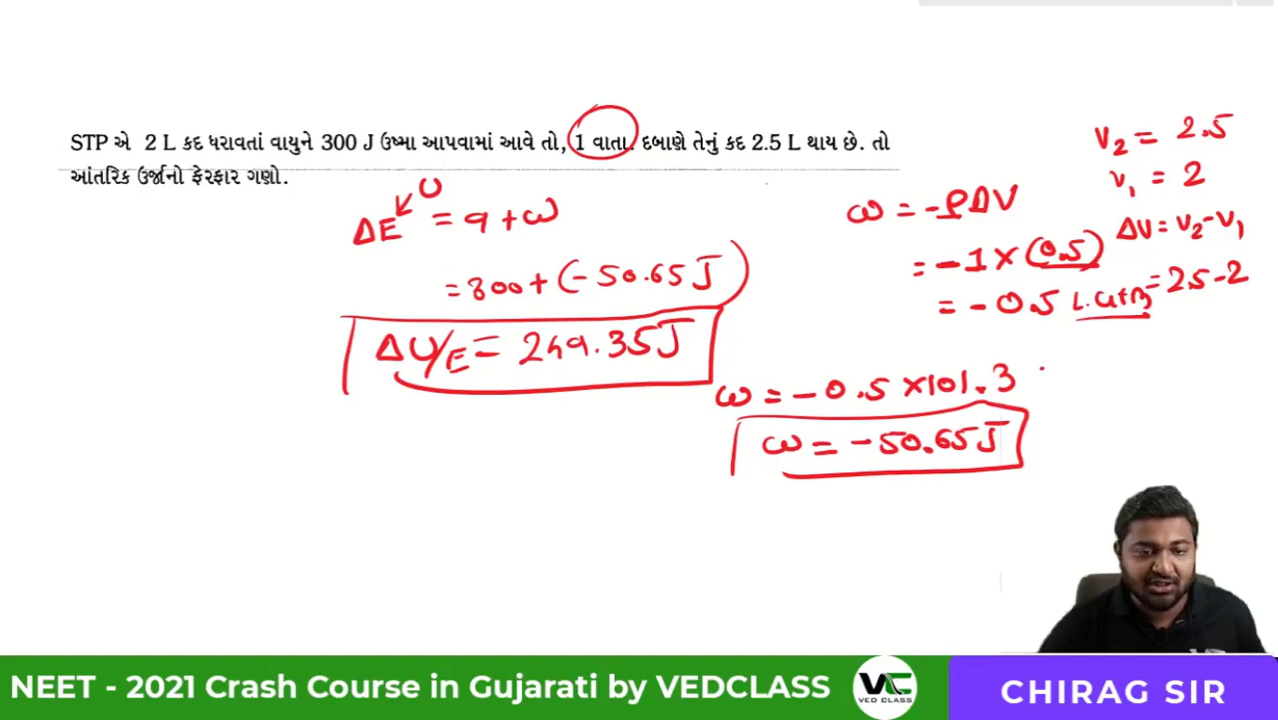 STP એ 2 L કદ ધરાવતાં વાયુને 300 J ઉષ્મા આપવામાં આવે તો, 1 વાતા. દબાણે તેનું કદ 2.5 L થાય છે. તો
આંતરિક ઉર્જાનો ફેરફાર ગણો.
U
ΔE = q + ω
= 300 + (-50.65 J)
ΔU/E = 249.35 J
V₂ = 2.5
V₁ = 2
ΔV = V₂ - V₁
= 2.5 - 2
ω = -PΔV
= -1 × (0.5)
= -0.5 L.atm
ω = -0.5 × 101.3
ω = -50.65 J
NEET - 2021 Crash Course in Gujarati by VEDCLASS
VED CLASS
CHIRAG SIR